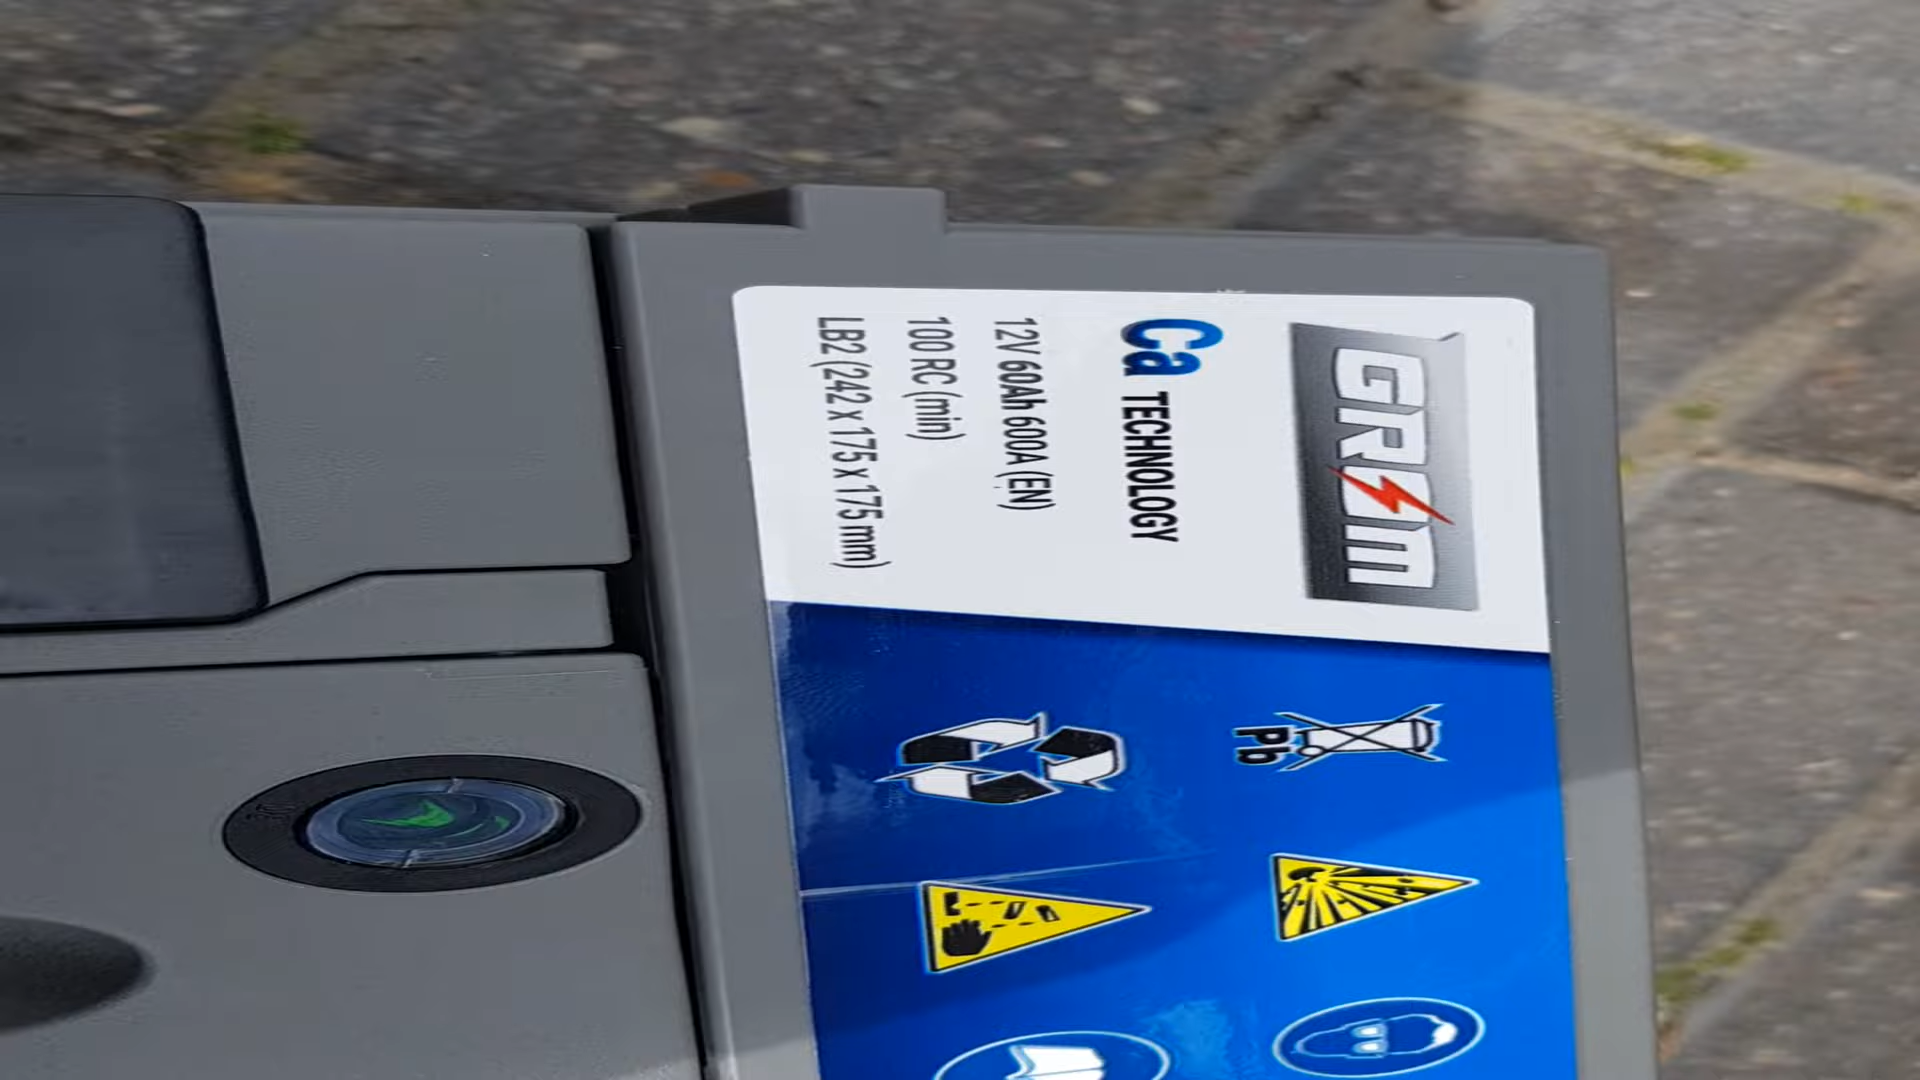 GROM
Ca TECHNOLOGY
12V 60Ah 600A (EN)
100 RC (min)
LB2 (242 x 175 x 175 mm)
Pb